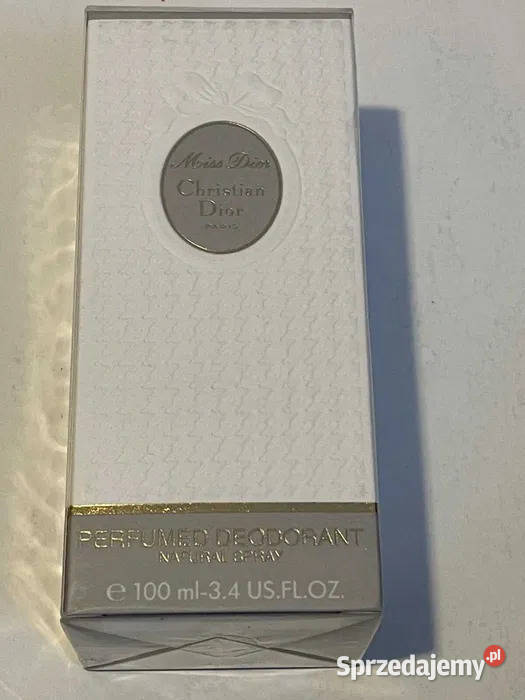 Miss Dior
Christian
Dior
PARIS
PERFUMED DEODORANT
NATURAL SPRAY
℮ 100 ml-3.4 US.FL.OZ.
Sprzedajemy.pl